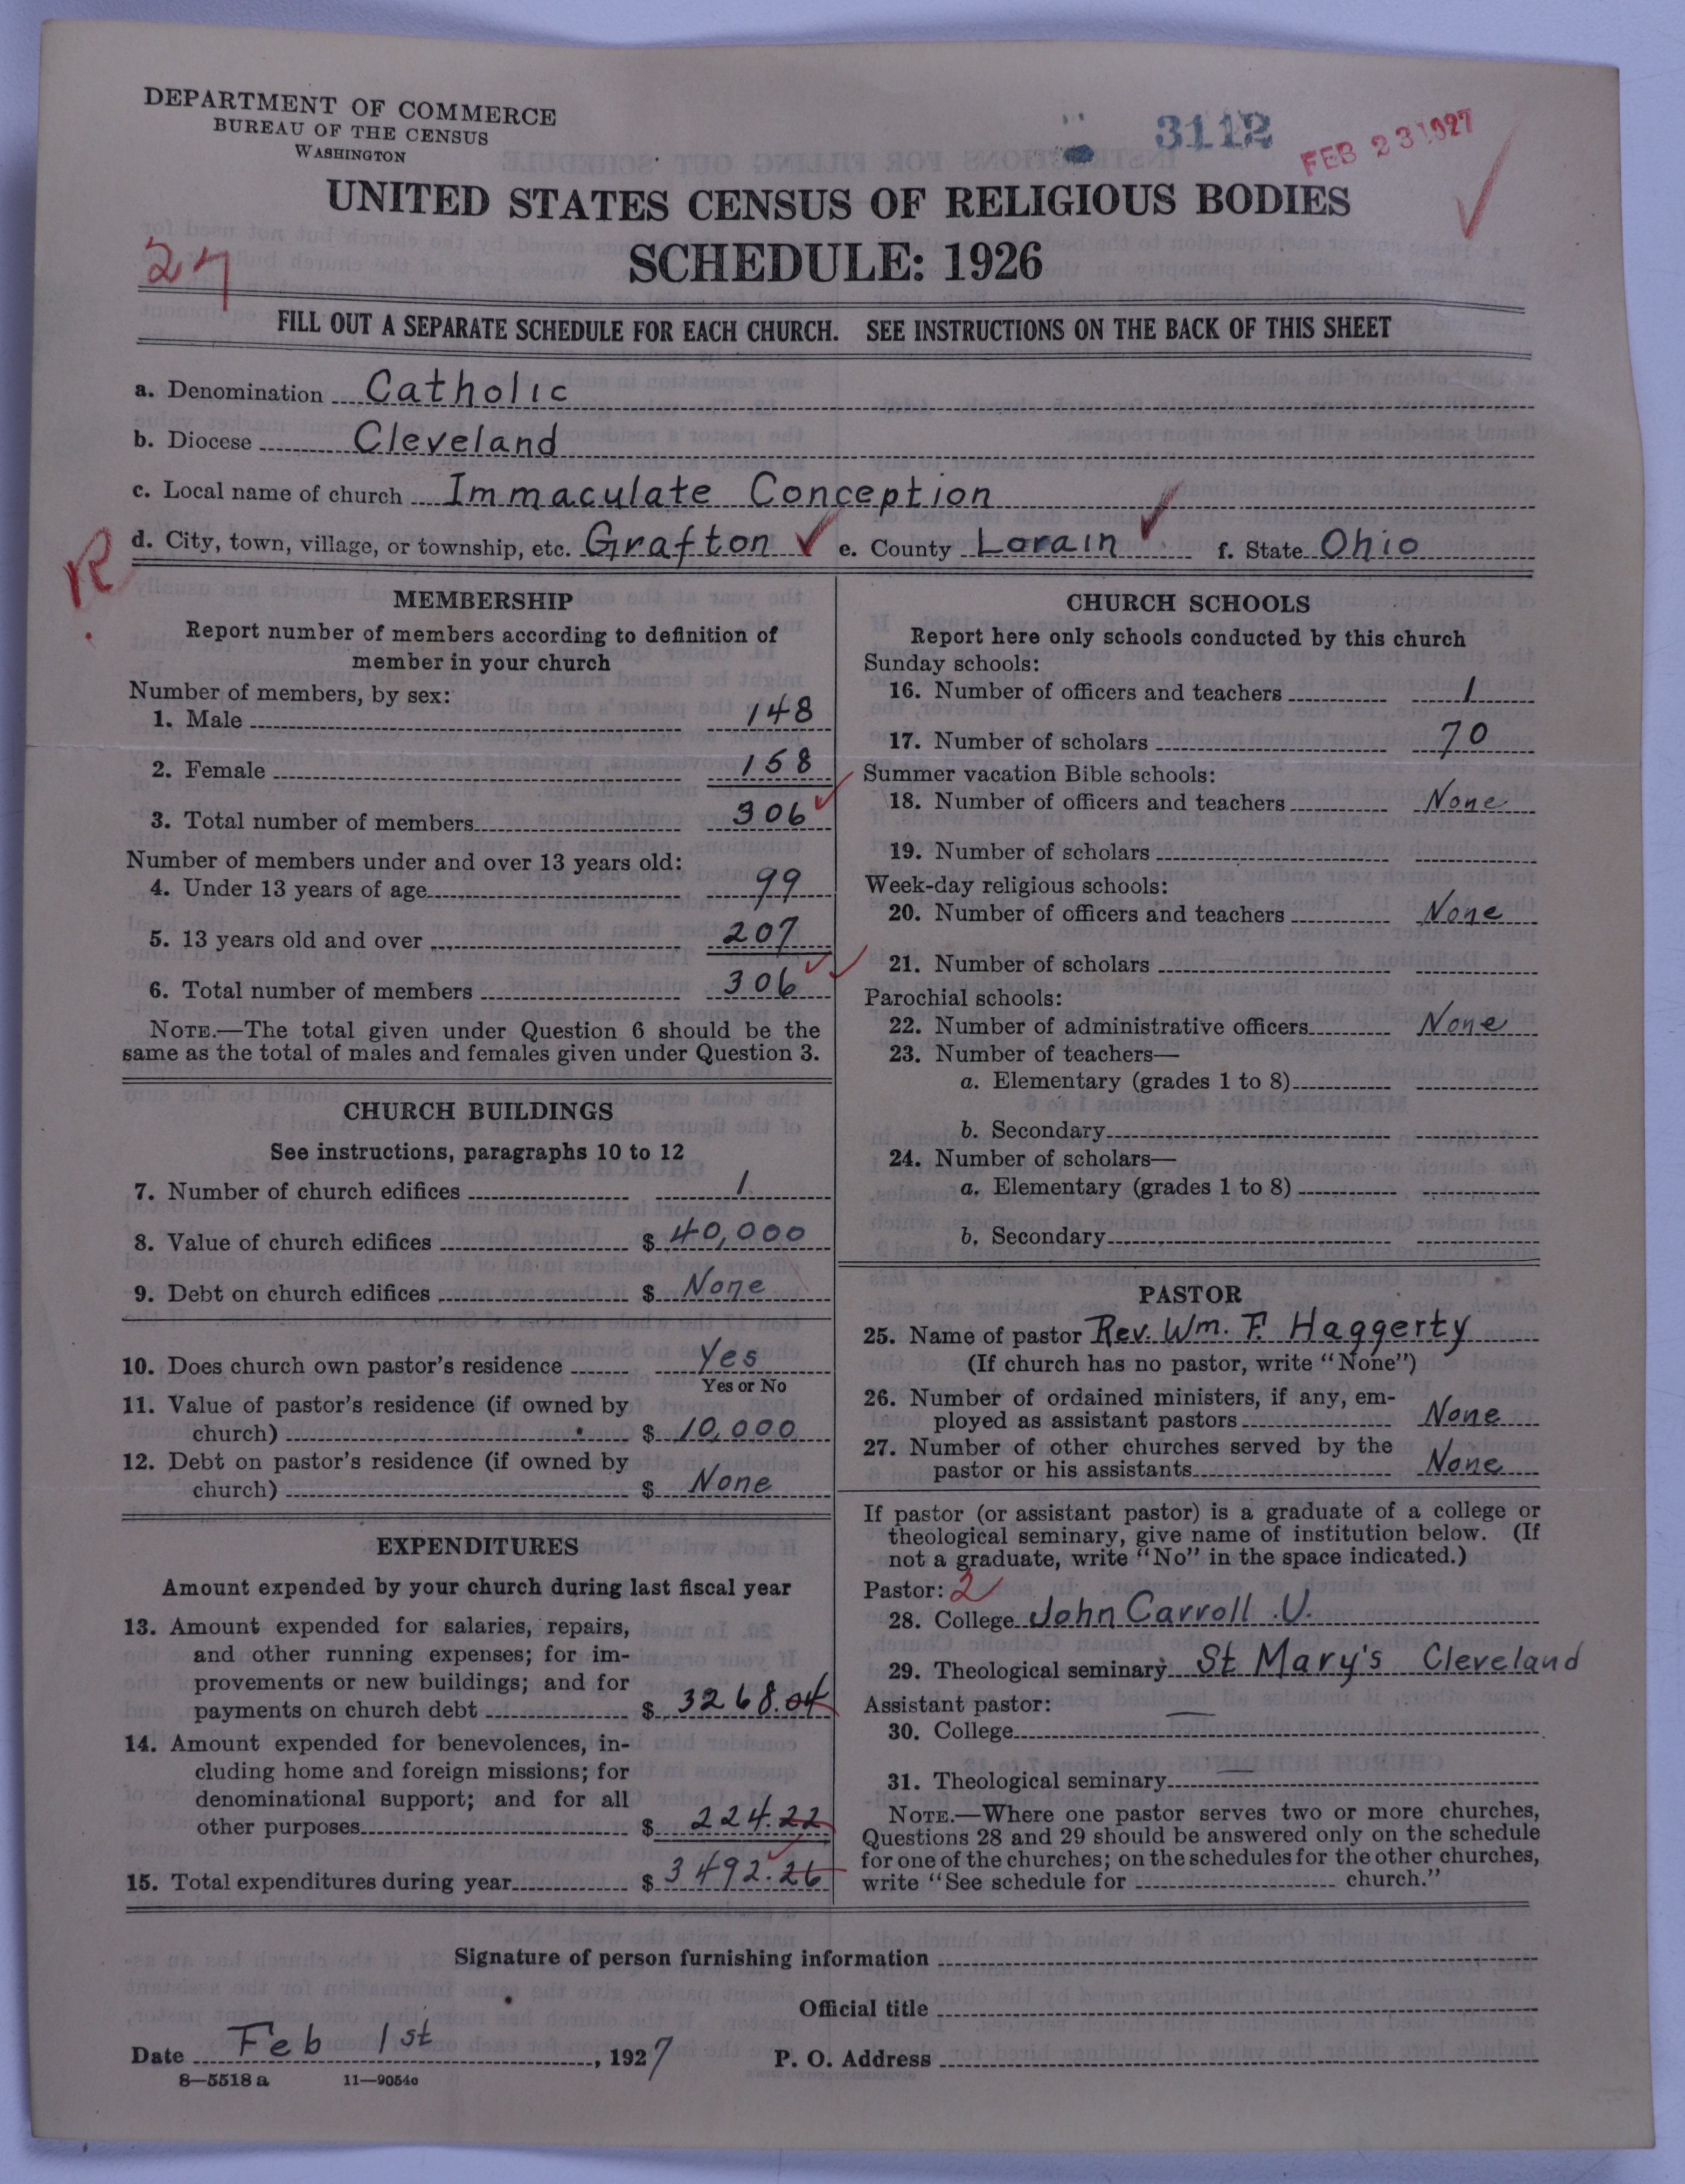 DEPARTMENT OF COMMERCE
BUREAU OF THE CENSUS
WASHINGTON
3112
FEB 23 1927
UNITED STATES CENSUS OF RELIGIOUS BODIES
SCHEDULE: 1926
27
FILL OUT A SEPARATE SCHEDULE FOR EACH CHURCH. SEE INSTRUCTIONS ON THE BACK OF THIS SHEET
a. Denomination Catholic
b. Diocese Cleveland
c. Local name of church Immaculate Conception
R d. City, town, village, or township, etc. Grafton e. County Lorain f. State Ohio
MEMBERSHIP
Report number of members according to definition of
member in your church
Number of members, by sex:
1. Male 148
2. Female 158
3. Total number of members 306
Number of members under and over 13 years old:
4. Under 13 years of age 99
5. 13 years old and over 207
6. Total number of members 306
NOTE.—The total given under Question 6 should be the
same as the total of males and females given under Question 3.
CHURCH BUILDINGS
See instructions, paragraphs 10 to 12
7. Number of church edifices 1
8. Value of church edifices $ 40,000
9. Debt on church edifices $ None
10. Does church own pastor's residence Yes
Yes or No
11. Value of pastor's residence (if owned by
church) $ 10,000
12. Debt on pastor's residence (if owned by
church) $ None
EXPENDITURES
Amount expended by your church during last fiscal year
13. Amount expended for salaries, repairs,
and other running expenses; for im-
provements or new buildings; and for
payments on church debt $ 3268.04
14. Amount expended for benevolences, in-
cluding home and foreign missions; for
denominational support; and for all
other purposes $ 224.22
15. Total expenditures during year $ 3492.26
CHURCH SCHOOLS
Report here only schools conducted by this church
Sunday schools:
16. Number of officers and teachers 1
17. Number of scholars 70
Summer vacation Bible schools:
18. Number of officers and teachers None
19. Number of scholars
Week-day religious schools:
20. Number of officers and teachers None
21. Number of scholars
Parochial schools:
22. Number of administrative officers None
23. Number of teachers—
a. Elementary (grades 1 to 8)
b. Secondary
24. Number of scholars—
a. Elementary (grades 1 to 8)
b. Secondary
PASTOR
25. Name of pastor Rev. Wm. F. Haggerty
(If church has no pastor, write "None")
26. Number of ordained ministers, if any, em-
ployed as assistant pastors None
27. Number of other churches served by the
pastor or his assistants None
If pastor (or assistant pastor) is a graduate of a college or
theological seminary, give name of institution below. (If
not a graduate, write "No" in the space indicated.)
Pastor: 2
28. College John Carroll U.
29. Theological seminary St Mary's Cleveland
Assistant pastor:
30. College —
31. Theological seminary —
NOTE.—Where one pastor serves two or more churches,
Questions 28 and 29 should be answered only on the schedule
for one of the churches; on the schedules for the other churches,
write "See schedule for church."
Signature of person furnishing information
Official title
Date Feb 1st, 1927 P. O. Address
8—5518 a 11—9054c